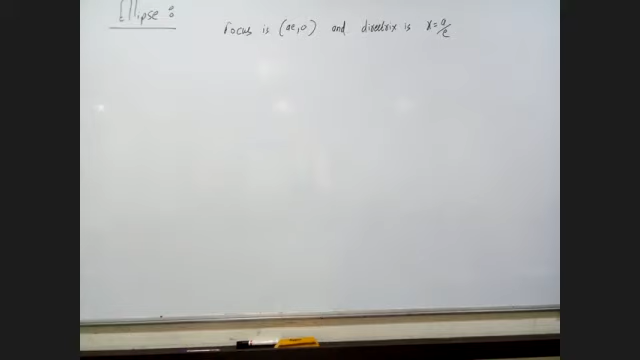 Ellipse :
Focus is (ae, 0) and directrix is x = a/e